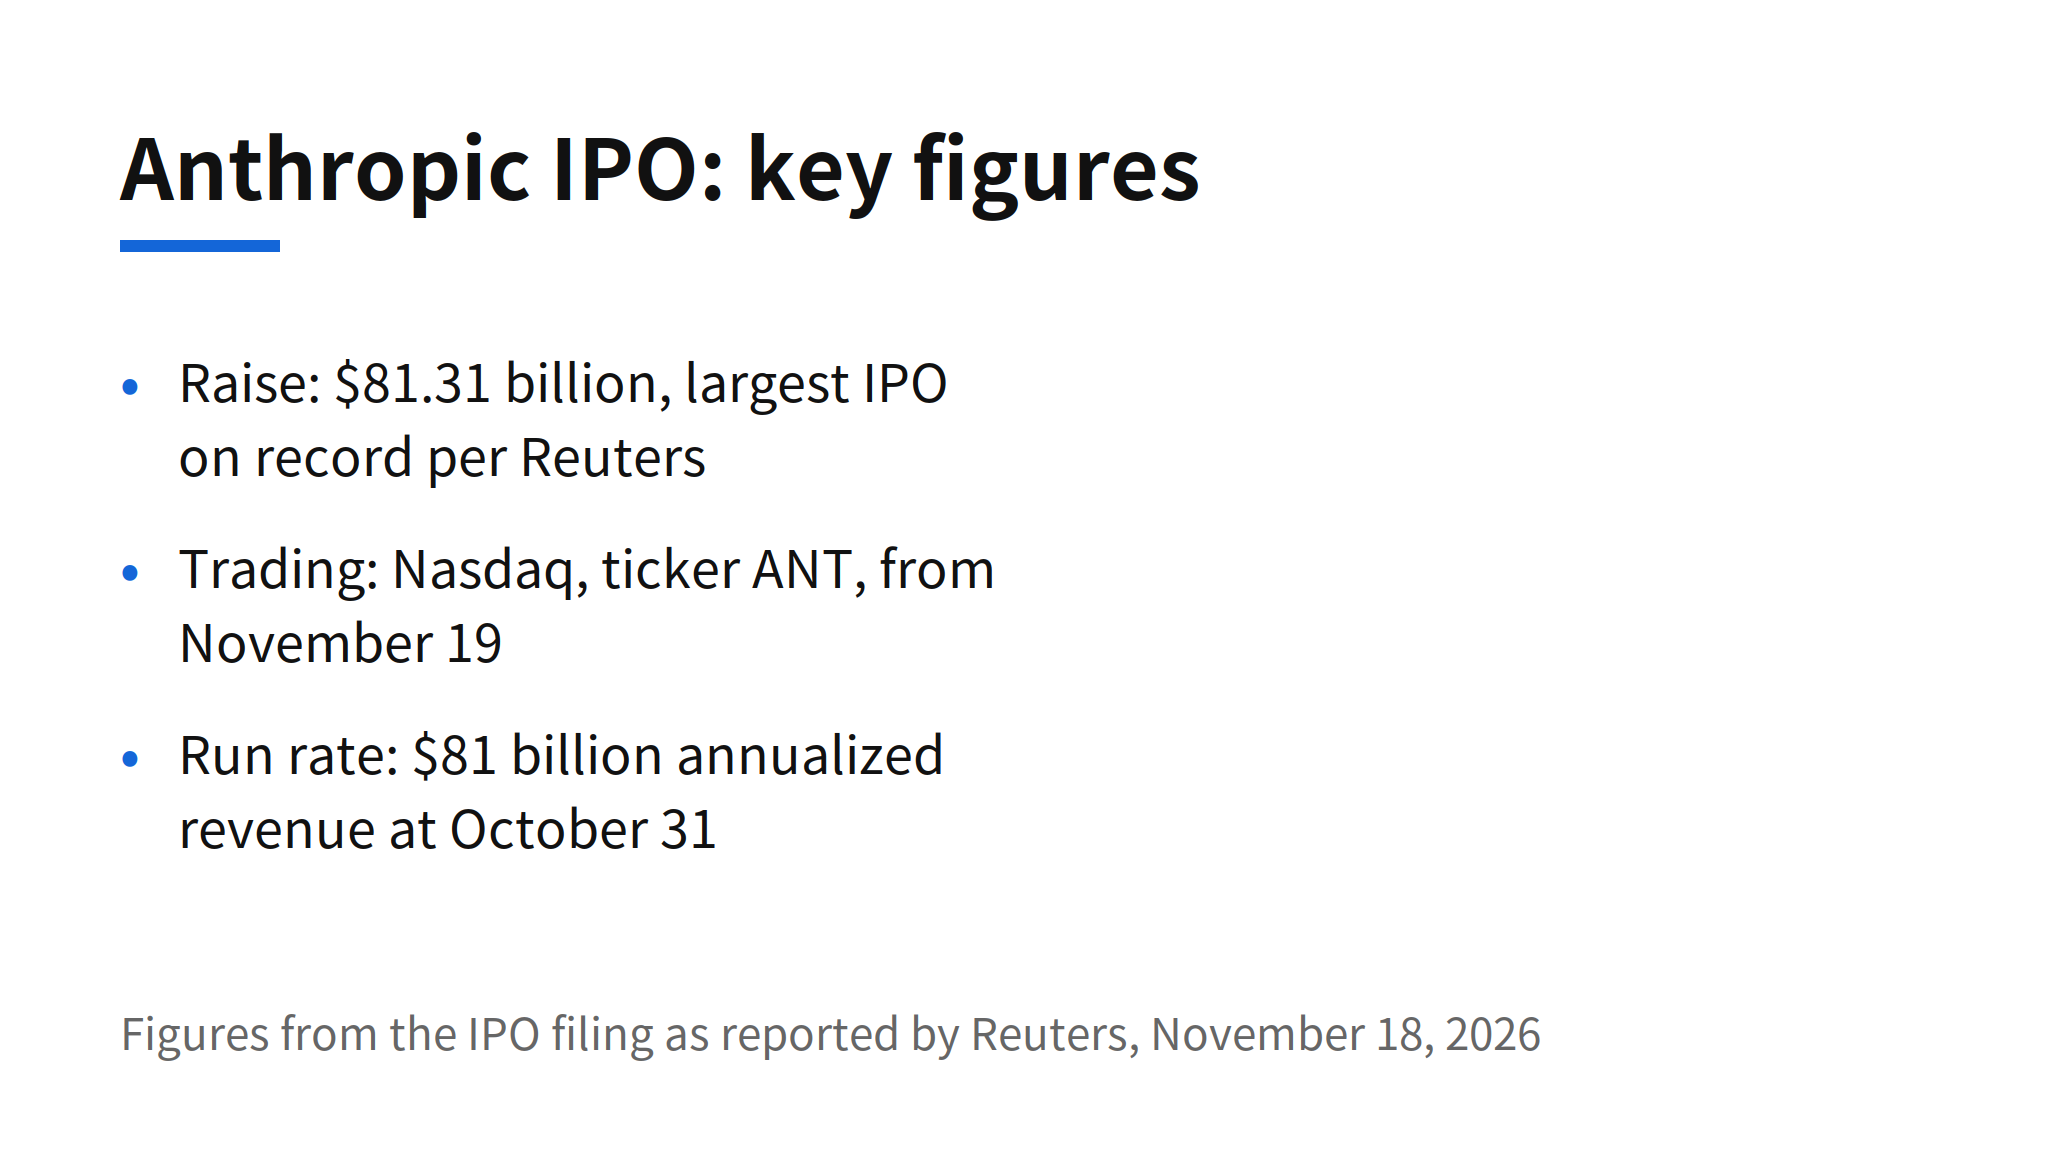 Anthropic IPO: key figures
• Raise: $81.31 billion, largest IPO
on record per Reuters
• Trading: Nasdaq, ticker ANT, from
November 19
• Run rate: $81 billion annualized
revenue at October 31
Figures from the IPO filing as reported by Reuters, November 18, 2026